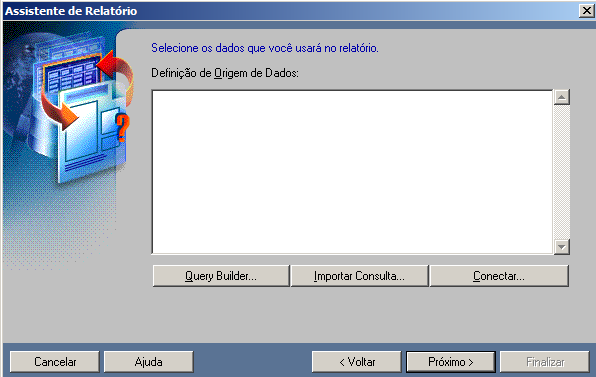 Assistente de Relatório
Selecione os dados que você usará no relatório.
Definição de Origem de Dados:
Query Builder...
Importar Consulta...
Conectar...
Cancelar
Ajuda
< Voltar
Próximo >
Finalizar